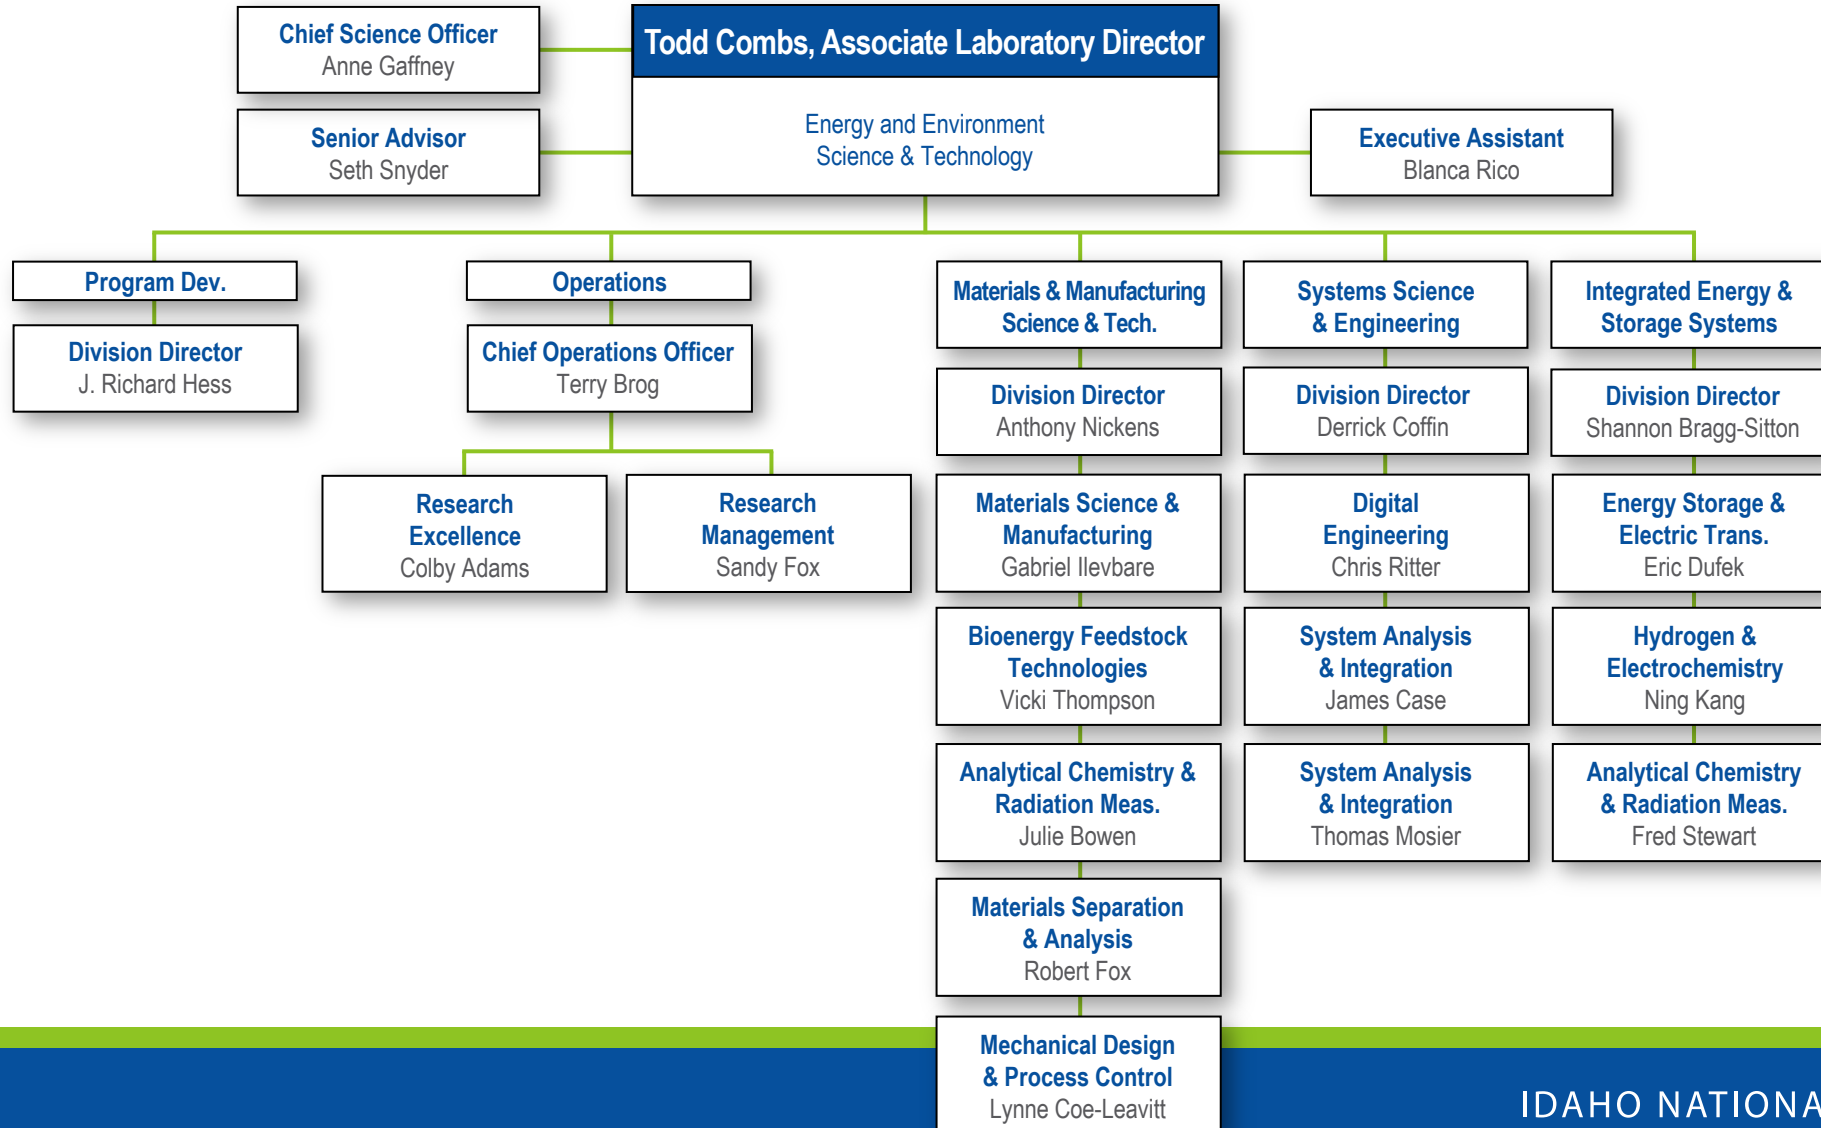 Chief Science Officer
Anne Gaffney
Todd Combs, Associate Laboratory Director
Energy and Environment
Science & Technology
Senior Advisor
Seth Snyder
Executive Assistant
Blanca Rico
Program Dev.
Division Director
J. Richard Hess
Operations
Chief Operations Officer
Terry Brog
Research
Excellence
Colby Adams
Research
Management
Sandy Fox
Materials & Manufacturing
Science & Tech.
Division Director
Anthony Nickens
Materials Science &
Manufacturing
Gabriel Ilevbare
Bioenergy Feedstock
Technologies
Vicki Thompson
Analytical Chemistry &
Radiation Meas.
Julie Bowen
Materials Separation
& Analysis
Robert Fox
Mechanical Design
& Process Control
Lynne Coe-Leavitt
Systems Science
& Engineering
Division Director
Derrick Coffin
Digital
Engineering
Chris Ritter
System Analysis
& Integration
James Case
System Analysis
& Integration
Thomas Mosier
Integrated Energy &
Storage Systems
Division Director
Shannon Bragg-Sitton
Energy Storage &
Electric Trans.
Eric Dufek
Hydrogen &
Electrochemistry
Ning Kang
Analytical Chemistry
& Radiation Meas.
Fred Stewart
IDAHO NATIONA